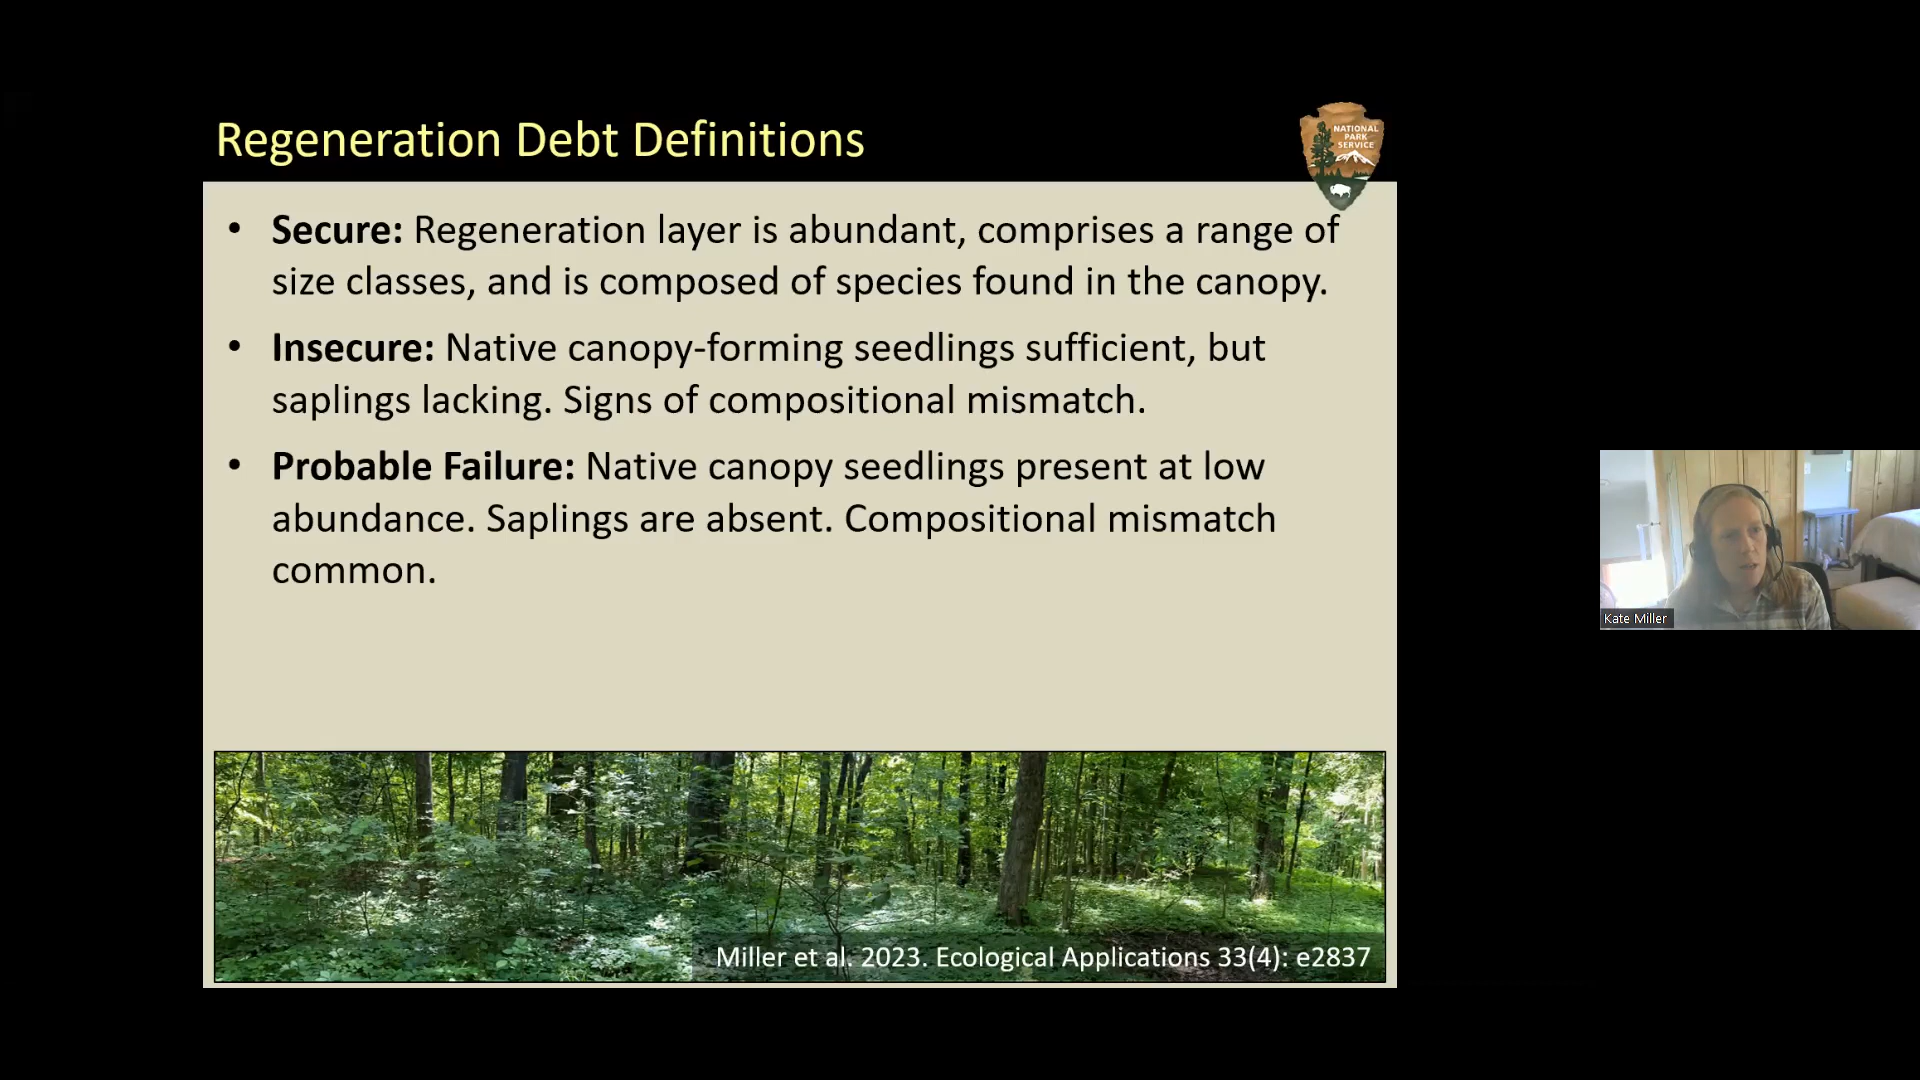 Regeneration Debt Definitions
NATIONAL
PARK
SERVICE
• Secure: Regeneration layer is abundant, comprises a range of
size classes, and is composed of species found in the canopy.
• Insecure: Native canopy-forming seedlings sufficient, but
saplings lacking. Signs of compositional mismatch.
• Probable Failure: Native canopy seedlings present at low
abundance. Saplings are absent. Compositional mismatch
common.
Miller et al. 2023. Ecological Applications 33(4): e2837
Kate Miller